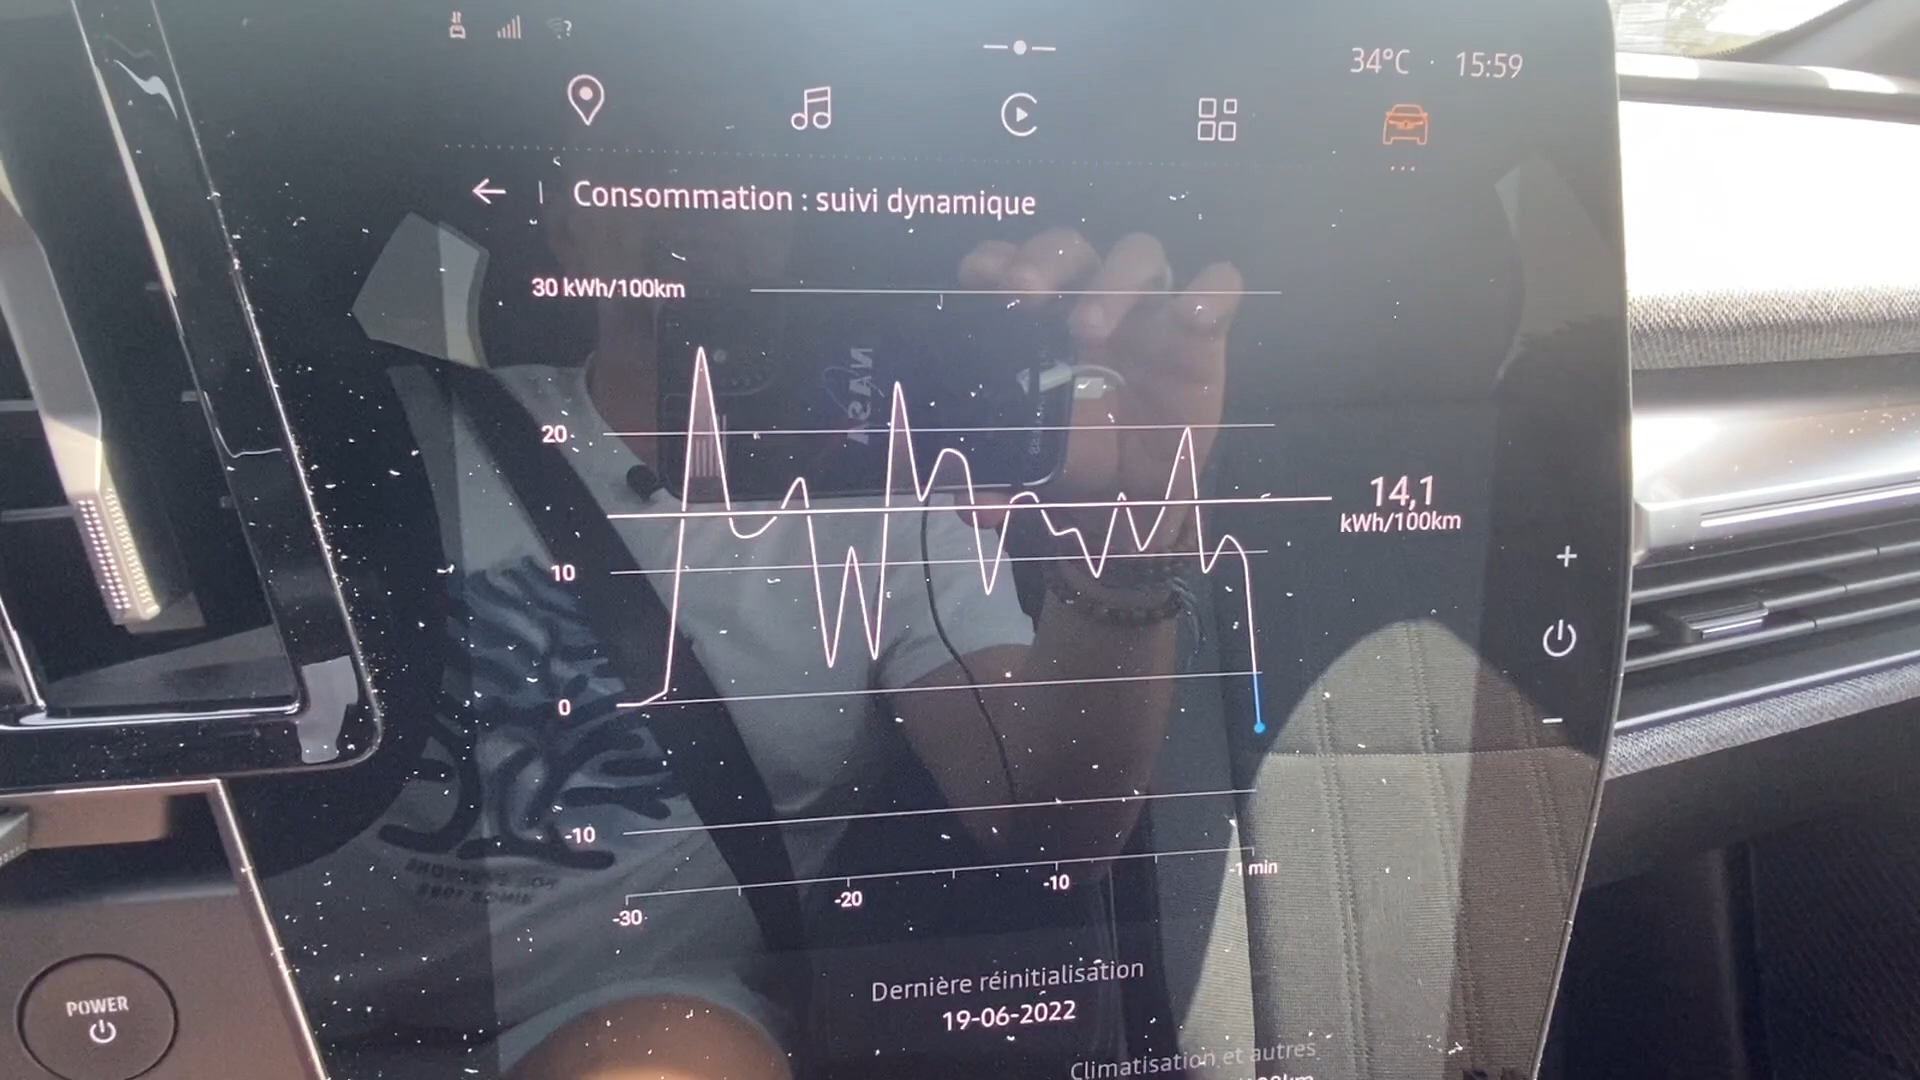 ?
34°C · 15:59
Consommation : suivi dynamique
30 kWh/100km
20
14,1
kWh/100km
10
0
-10
-30
-20
-10
-1 min
Dernière réinitialisation
19-06-2022
Climatisation et autres
POWER
NASA